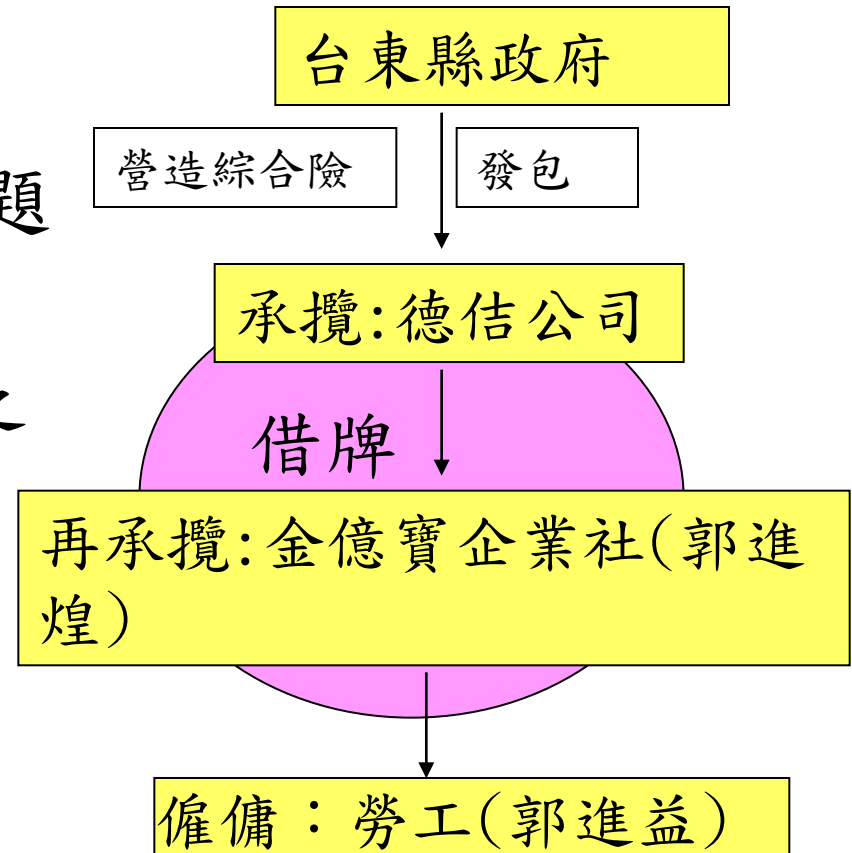 台東縣政府
營造綜合險
發包
題
承攬:德佶公司
借牌
再承攬:金億寶企業社(郭進
煌)
僱傭：勞工(郭進益)